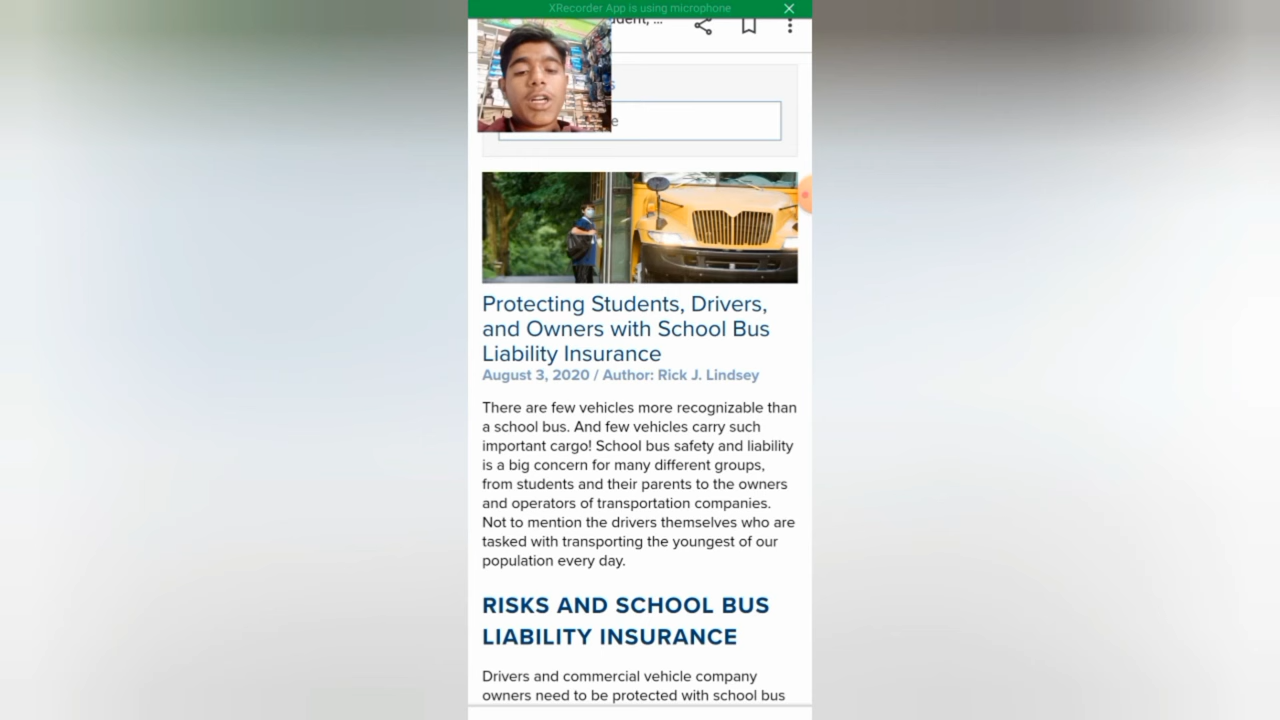 XRecorder App is using microphone
Protecting Students, Drivers,
and Owners with School Bus
Liability Insurance
August 3, 2020 / Author: Rick J. Lindsey
There are few vehicles more recognizable than
a school bus. And few vehicles carry such
important cargo! School bus safety and liability
is a big concern for many different groups,
from students and their parents to the owners
and operators of transportation companies.
Not to mention the drivers themselves who are
tasked with transporting the youngest of our
population every day.
RISKS AND SCHOOL BUS
LIABILITY INSURANCE
Drivers and commercial vehicle company
owners need to be protected with school bus